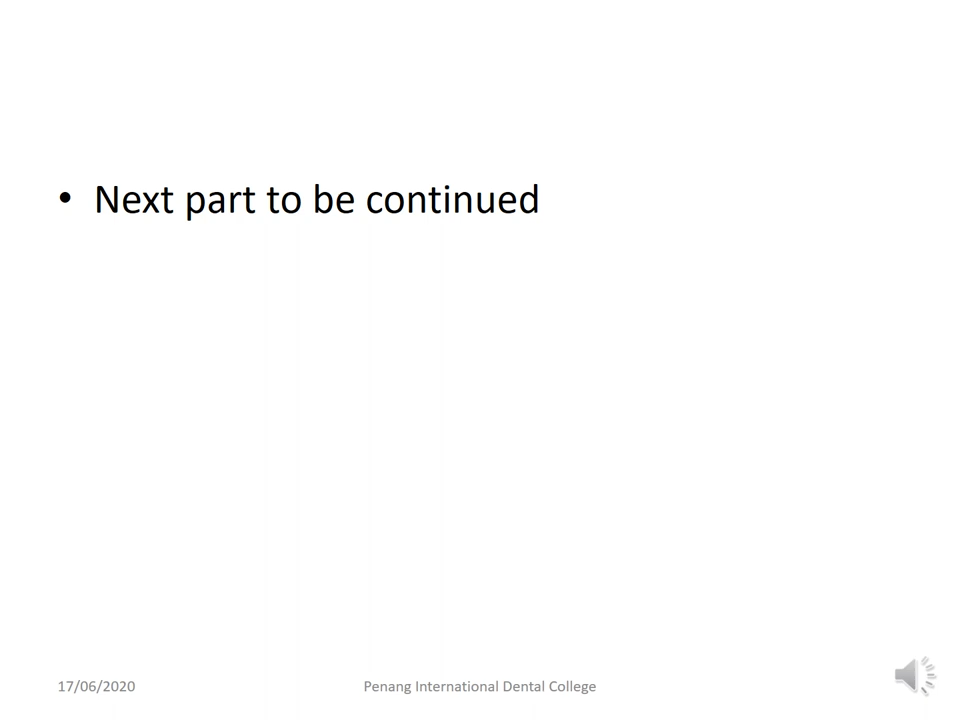 • Next part to be continued
17/06/2020
Penang International Dental College